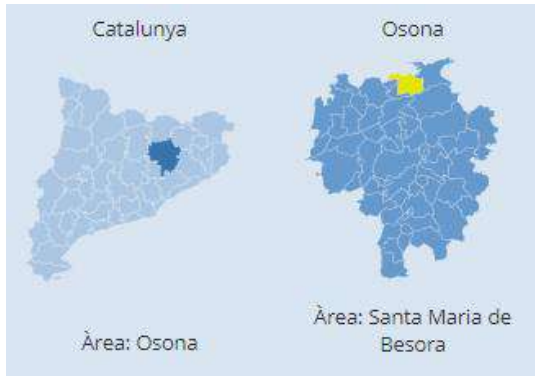 Catalunya
Osona
Àrea: Osona
Àrea: Santa Maria de
Besora